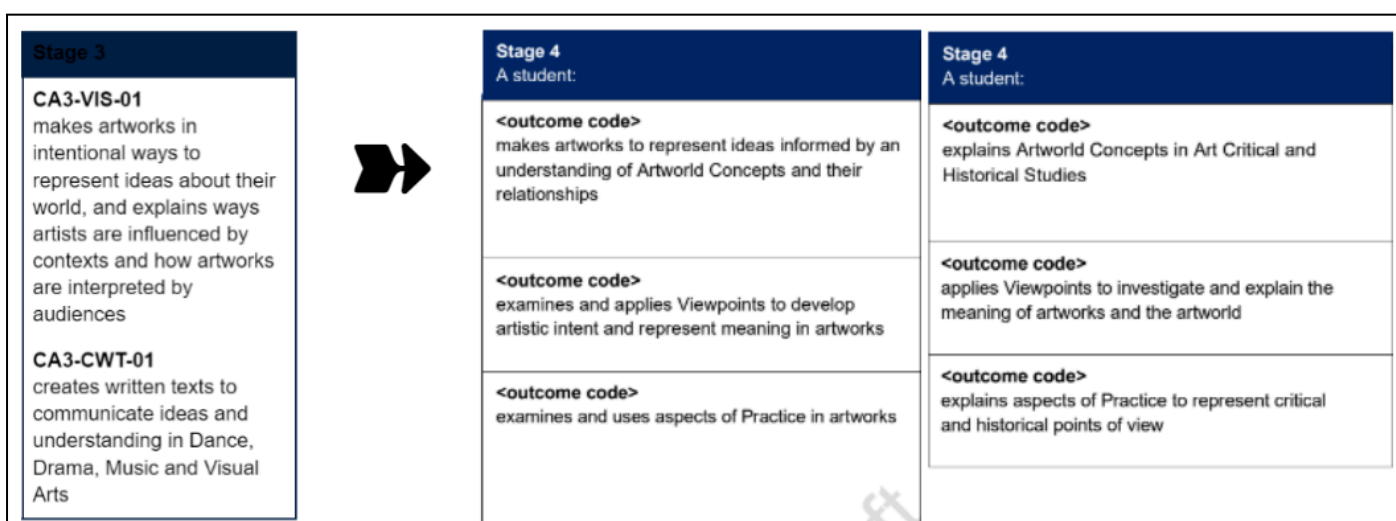 Stage 3
CA3-VIS-01
makes artworks in
intentional ways to
represent ideas about their
world, and explains ways
artists are influenced by
contexts and how artworks
are interpreted by
audiences
CA3-CWT-01
creates written texts to
communicate ideas and
understanding in Dance,
Drama, Music and Visual
Arts
Stage 4
A student:
<outcome code>
makes artworks to represent ideas informed by an
understanding of Artworld Concepts and their
relationships
<outcome code>
examines and applies Viewpoints to develop
artistic intent and represent meaning in artworks
<outcome code>
examines and uses aspects of Practice in artworks
Stage 4
A student:
<outcome code>
explains Artworld Concepts in Art Critical and
Historical Studies
<outcome code>
applies Viewpoints to investigate and explain the
meaning of artworks and the artworld
<outcome code>
explains aspects of Practice to represent critical
and historical points of view